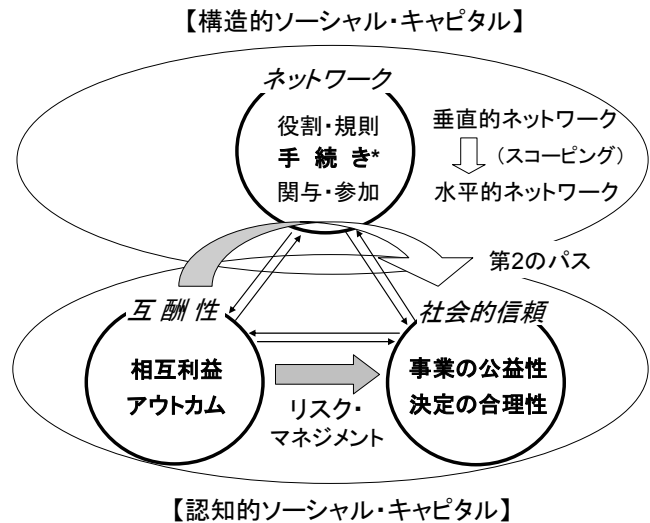 【構造的ソーシャル・キャピタル】
ネットワーク
役割・規則
手 続 き*
関与・参加
垂直的ネットワーク
（スコーピング）
水平的ネットワーク
第2のパス
互 酬 性
社会的信頼
相互利益
アウトカム
リスク・
マネジメント
事業の公益性
決定の合理性
【認知的ソーシャル・キャピタル】